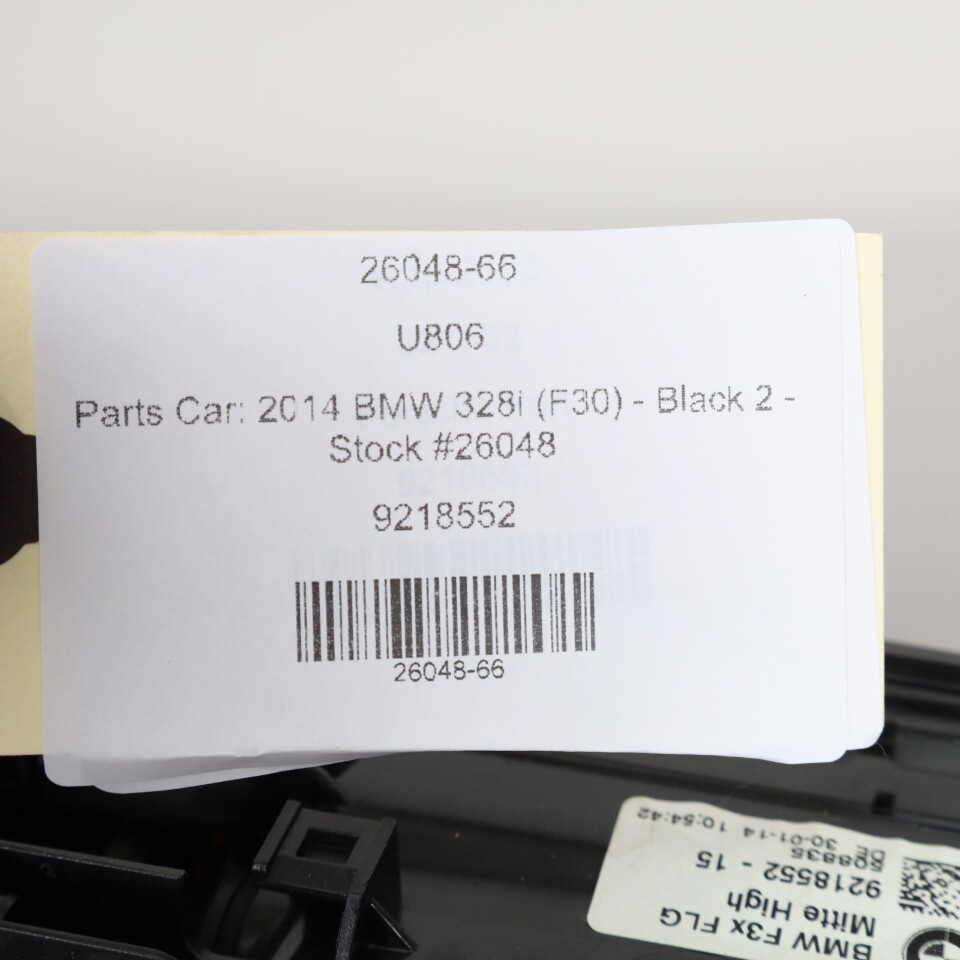 26048-66
U806
Parts Car: 2014 BMW 328i (F30) - Black 2 -
Stock #26048
9218552
26048-66
BMW F3x FLG
Mitte High
9218552 - 15
30-01-14 10:54:42